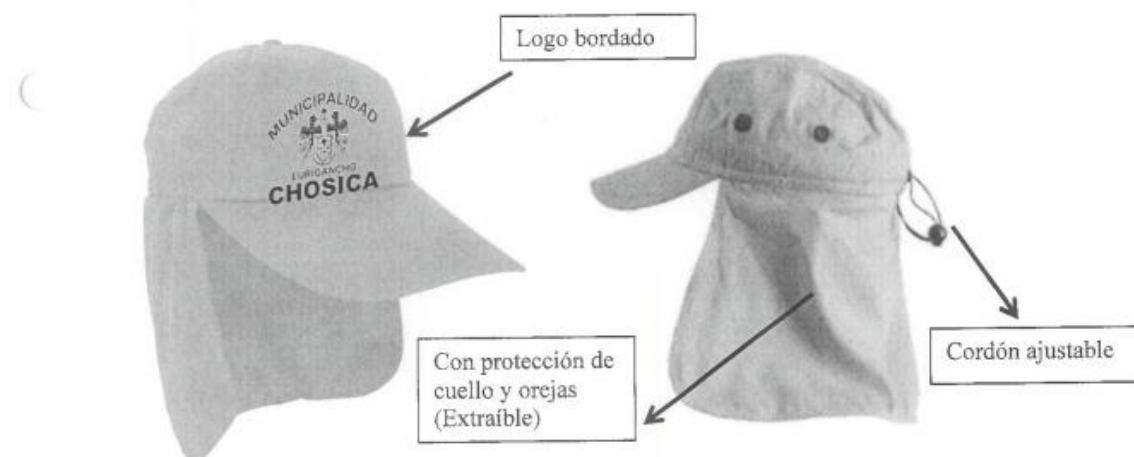 Logo bordado
MUNICIPALIDAD
LURIGANCHO
CHOSICA
Con protección de
cuello y orejas
(Extraíble)
Cordón ajustable